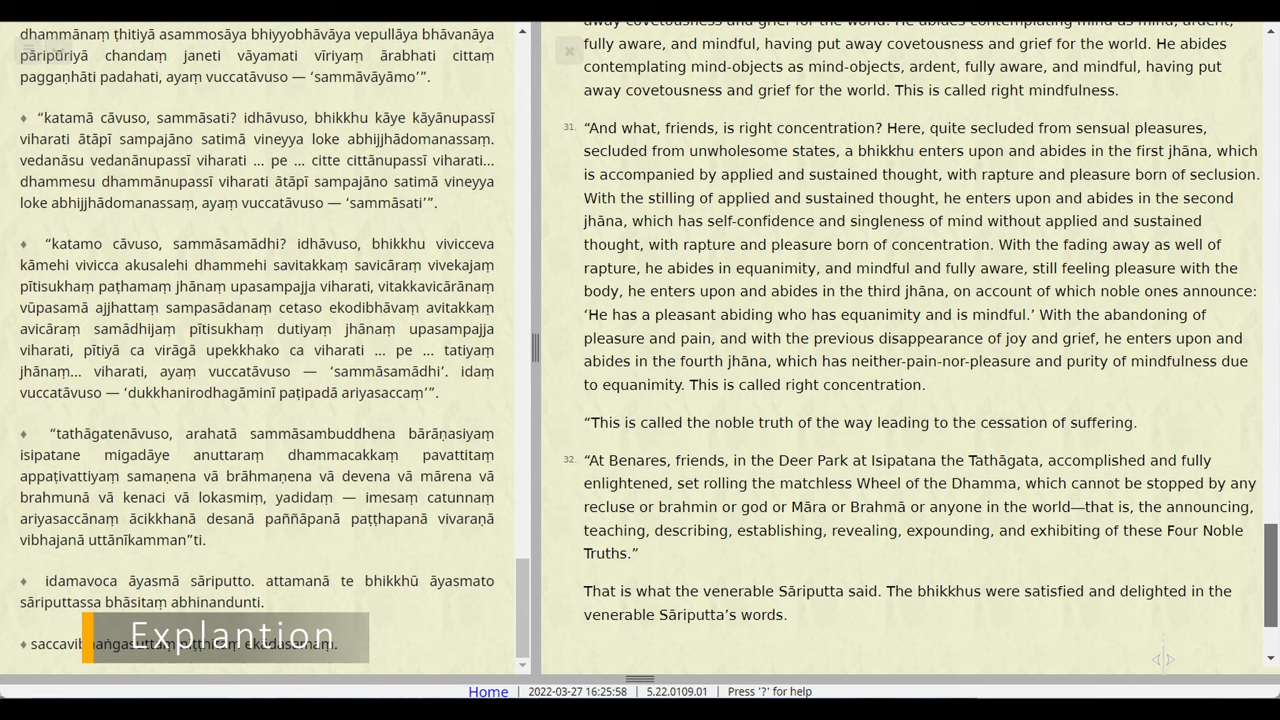 dhammānaṃ ṭhitiyā asammosāya bhiyyobhāvāya vepullāya bhāvanāya
pāripūriyā chandaṃ janeti vāyamati vīriyaṃ ārabhati cittaṃ
paggaṇhāti padahati, ayaṃ vuccatāvuso — ‘sammāvāyāmo’”.
♦ “katamā cāvuso, sammāsati? idhāvuso, bhikkhu kāye kāyānupassī
viharati ātāpī sampajāno satimā vineyya loke abhijjhādomanassaṃ.
vedanāsu vedanānupassī viharati ... pe ... citte cittānupassī viharati...
dhammesu dhammānupassī viharati ātāpī sampajāno satimā vineyya
loke abhijjhādomanassaṃ, ayaṃ vuccatāvuso — ‘sammāsati’”.
♦ “katamo cāvuso, sammāsamādhi? idhāvuso, bhikkhu vivicceva
kāmehi vivicca akusalehi dhammehi savitakkaṃ savicāraṃ vivekajaṃ
pītisukhaṃ paṭhamaṃ jhānaṃ upasampajja viharati, vitakkavicārānaṃ
vūpasamā ajjhattaṃ sampasādanaṃ cetaso ekodibhāvaṃ avitakkaṃ
avicāraṃ samādhijaṃ pītisukhaṃ dutiyaṃ jhānaṃ upasampajja
viharati, pītiyā ca virāgā upekkhako ca viharati ... pe ... tatiyaṃ
jhānaṃ... viharati, ayaṃ vuccatāvuso — ‘sammāsamādhi’. idaṃ
vuccatāvuso — ‘dukkhanirodhagāminī paṭipadā ariyasaccaṃ’”.
♦ “tathāgatenāvuso, arahatā sammāsambuddhena bārāṇasiyaṃ
isipatane migadāye anuttaraṃ dhammacakkaṃ pavattitaṃ
appaṭivattiyaṃ samaṇena vā brāhmaṇena vā devena vā mārena vā
brahmunā vā kenaci vā lokasmiṃ, yadidaṃ — imesaṃ catunnaṃ
ariyasaccānaṃ ācikkhanā desanā paññāpanā paṭṭhapanā vivaraṇā
vibhajanā uttānīkamman”ti.
♦ idamavoca āyasmā sāriputto. attamanā te bhikkhū āyasmato
sāriputtassa bhāsitaṃ abhinandunti.
♦ saccavibhaṅgasuttaṃ niṭṭhitaṃ ekādasamaṃ.
Explantion
away covetousness and grief for the world. He abides contemplating mind as mind, ardent,
fully aware, and mindful, having put away covetousness and grief for the world. He abides
contemplating mind-objects as mind-objects, ardent, fully aware, and mindful, having put
away covetousness and grief for the world. This is called right mindfulness.
31. “And what, friends, is right concentration? Here, quite secluded from sensual pleasures,
secluded from unwholesome states, a bhikkhu enters upon and abides in the first jhāna, which
is accompanied by applied and sustained thought, with rapture and pleasure born of seclusion.
With the stilling of applied and sustained thought, he enters upon and abides in the second
jhāna, which has self-confidence and singleness of mind without applied and sustained
thought, with rapture and pleasure born of concentration. With the fading away as well of
rapture, he abides in equanimity, and mindful and fully aware, still feeling pleasure with the
body, he enters upon and abides in the third jhāna, on account of which noble ones announce:
‘He has a pleasant abiding who has equanimity and is mindful.’ With the abandoning of
pleasure and pain, and with the previous disappearance of joy and grief, he enters upon and
abides in the fourth jhāna, which has neither-pain-nor-pleasure and purity of mindfulness due
to equanimity. This is called right concentration.
“This is called the noble truth of the way leading to the cessation of suffering.
32. “At Benares, friends, in the Deer Park at Isipatana the Tathāgata, accomplished and fully
enlightened, set rolling the matchless Wheel of the Dhamma, which cannot be stopped by any
recluse or brahmin or god or Māra or Brahmā or anyone in the world—that is, the announcing,
teaching, describing, establishing, revealing, expounding, and exhibiting of these Four Noble
Truths.”
That is what the venerable Sāriputta said. The bhikkhus were satisfied and delighted in the
venerable Sāriputta’s words.
Home | 2022-03-27 16:25:58 | 5.22.0109.01 | Press '?' for help